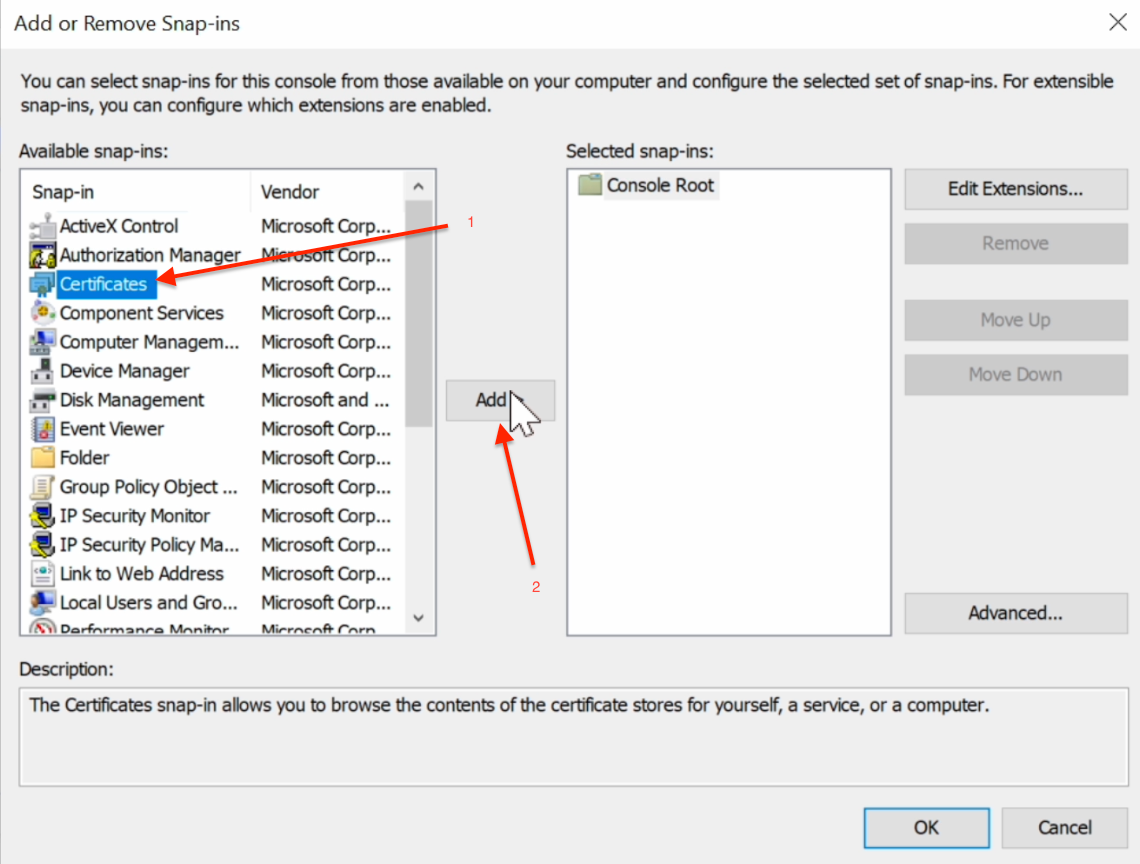 Add or Remove Snap-ins
You can select snap-ins for this console from those available on your computer and configure the selected set of snap-ins. For extensible
snap-ins, you can configure which extensions are enabled.
Available snap-ins:
Snap-in Vendor
ActiveX Control Microsoft Corp...
Authorization Manager Microsoft Corp...
Certificates Microsoft Corp...
Component Services Microsoft Corp...
Computer Managem... Microsoft Corp...
Device Manager Microsoft Corp...
Disk Management Microsoft and ...
Event Viewer Microsoft Corp...
Folder Microsoft Corp...
Group Policy Object ... Microsoft Corp...
IP Security Monitor Microsoft Corp...
IP Security Policy Ma... Microsoft Corp...
Link to Web Address Microsoft Corp...
Local Users and Gro... Microsoft Corp...
Performance Monitor Microsoft Corp
1
Add
2
Selected snap-ins:
Console Root
Edit Extensions...
Remove
Move Up
Move Down
Advanced...
Description:
The Certificates snap-in allows you to browse the contents of the certificate stores for yourself, a service, or a computer.
OK
Cancel